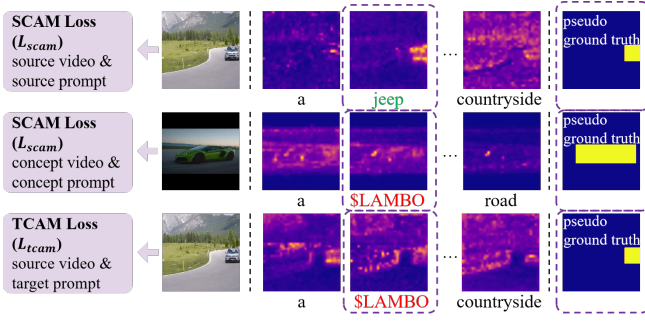 SCAM Loss
(L_scam)
source video &
source prompt
a
jeep
...
countryside
pseudo
ground truth
SCAM Loss
(L_scam)
concept video &
concept prompt
a
$LAMBO
...
road
pseudo
ground truth
TCAM Loss
(L_tcam)
source video &
target prompt
a
$LAMBO
...
countryside
pseudo
ground truth